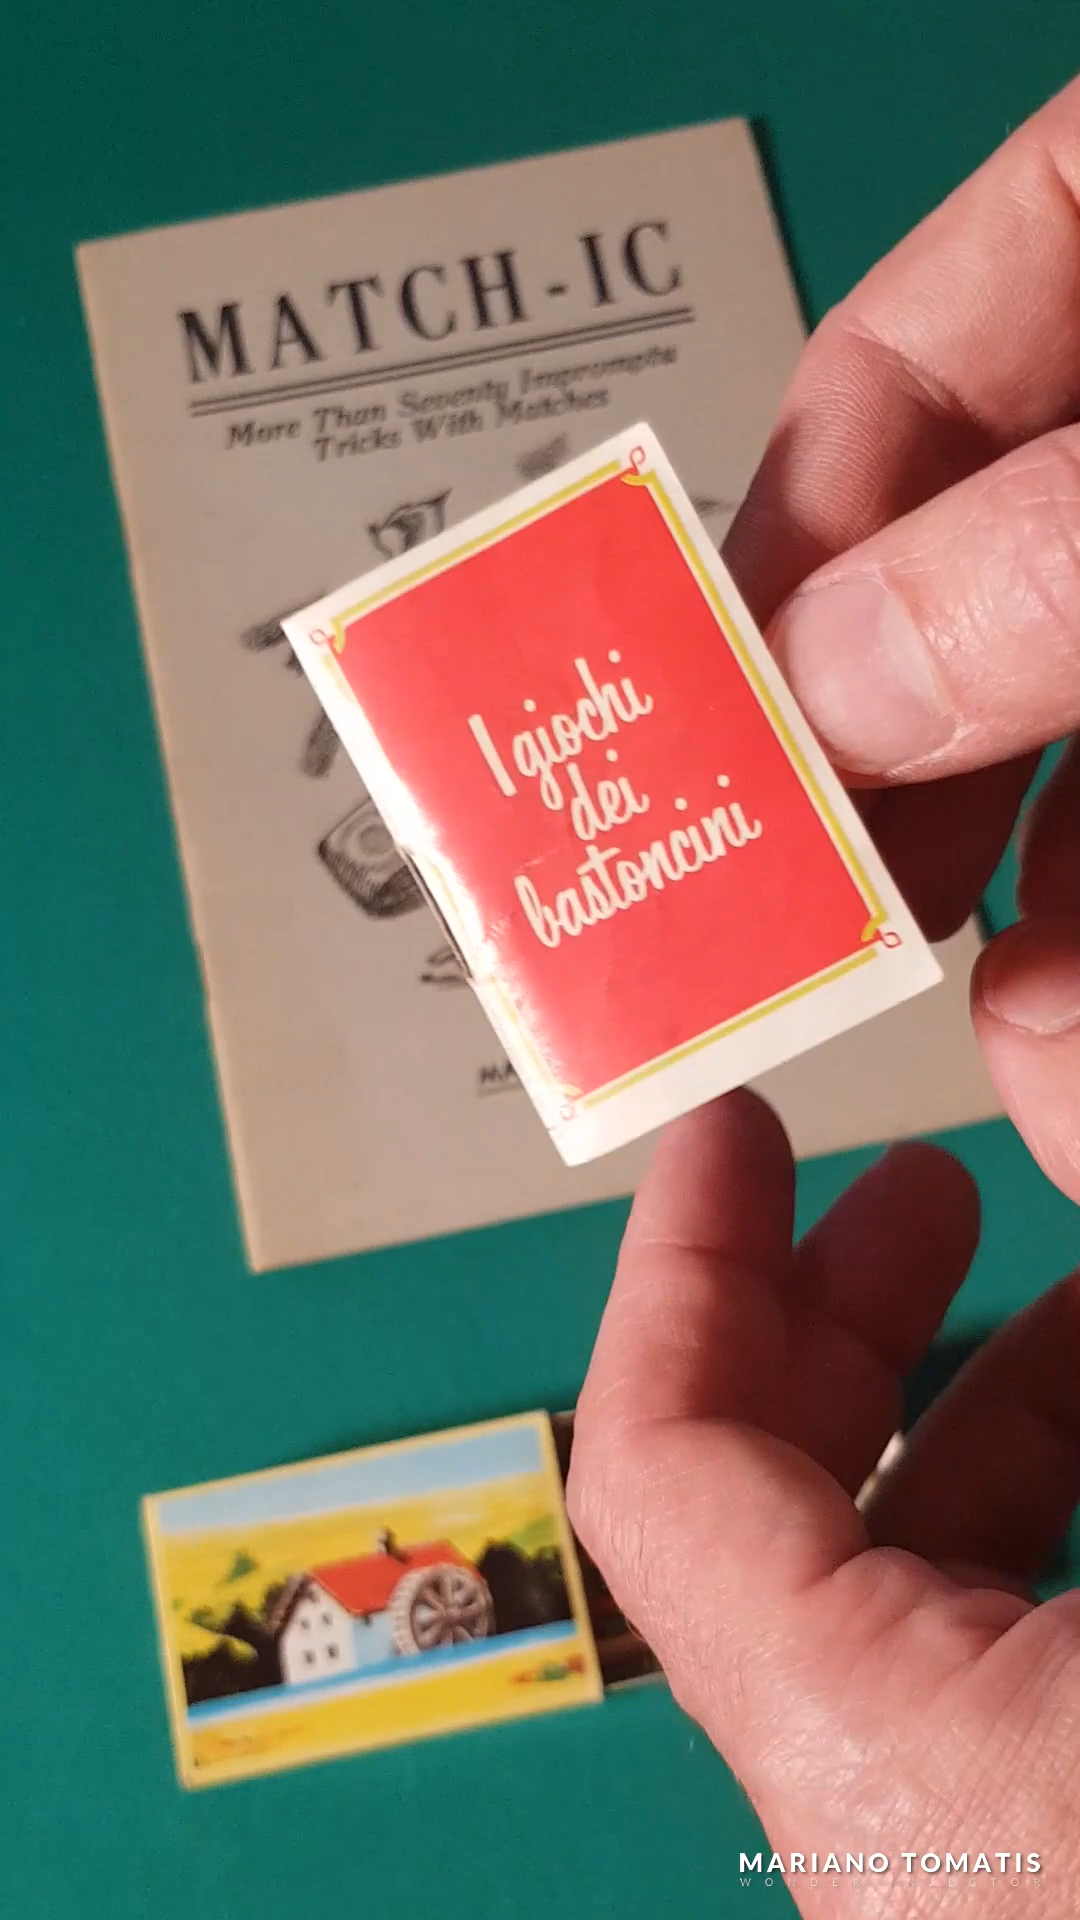 MATCH-IC
More Than Seventy Impromptu
Tricks With Matches
I giochi
dei
bastoncini
MARIANO TOMATIS
WONDER INJECTOR